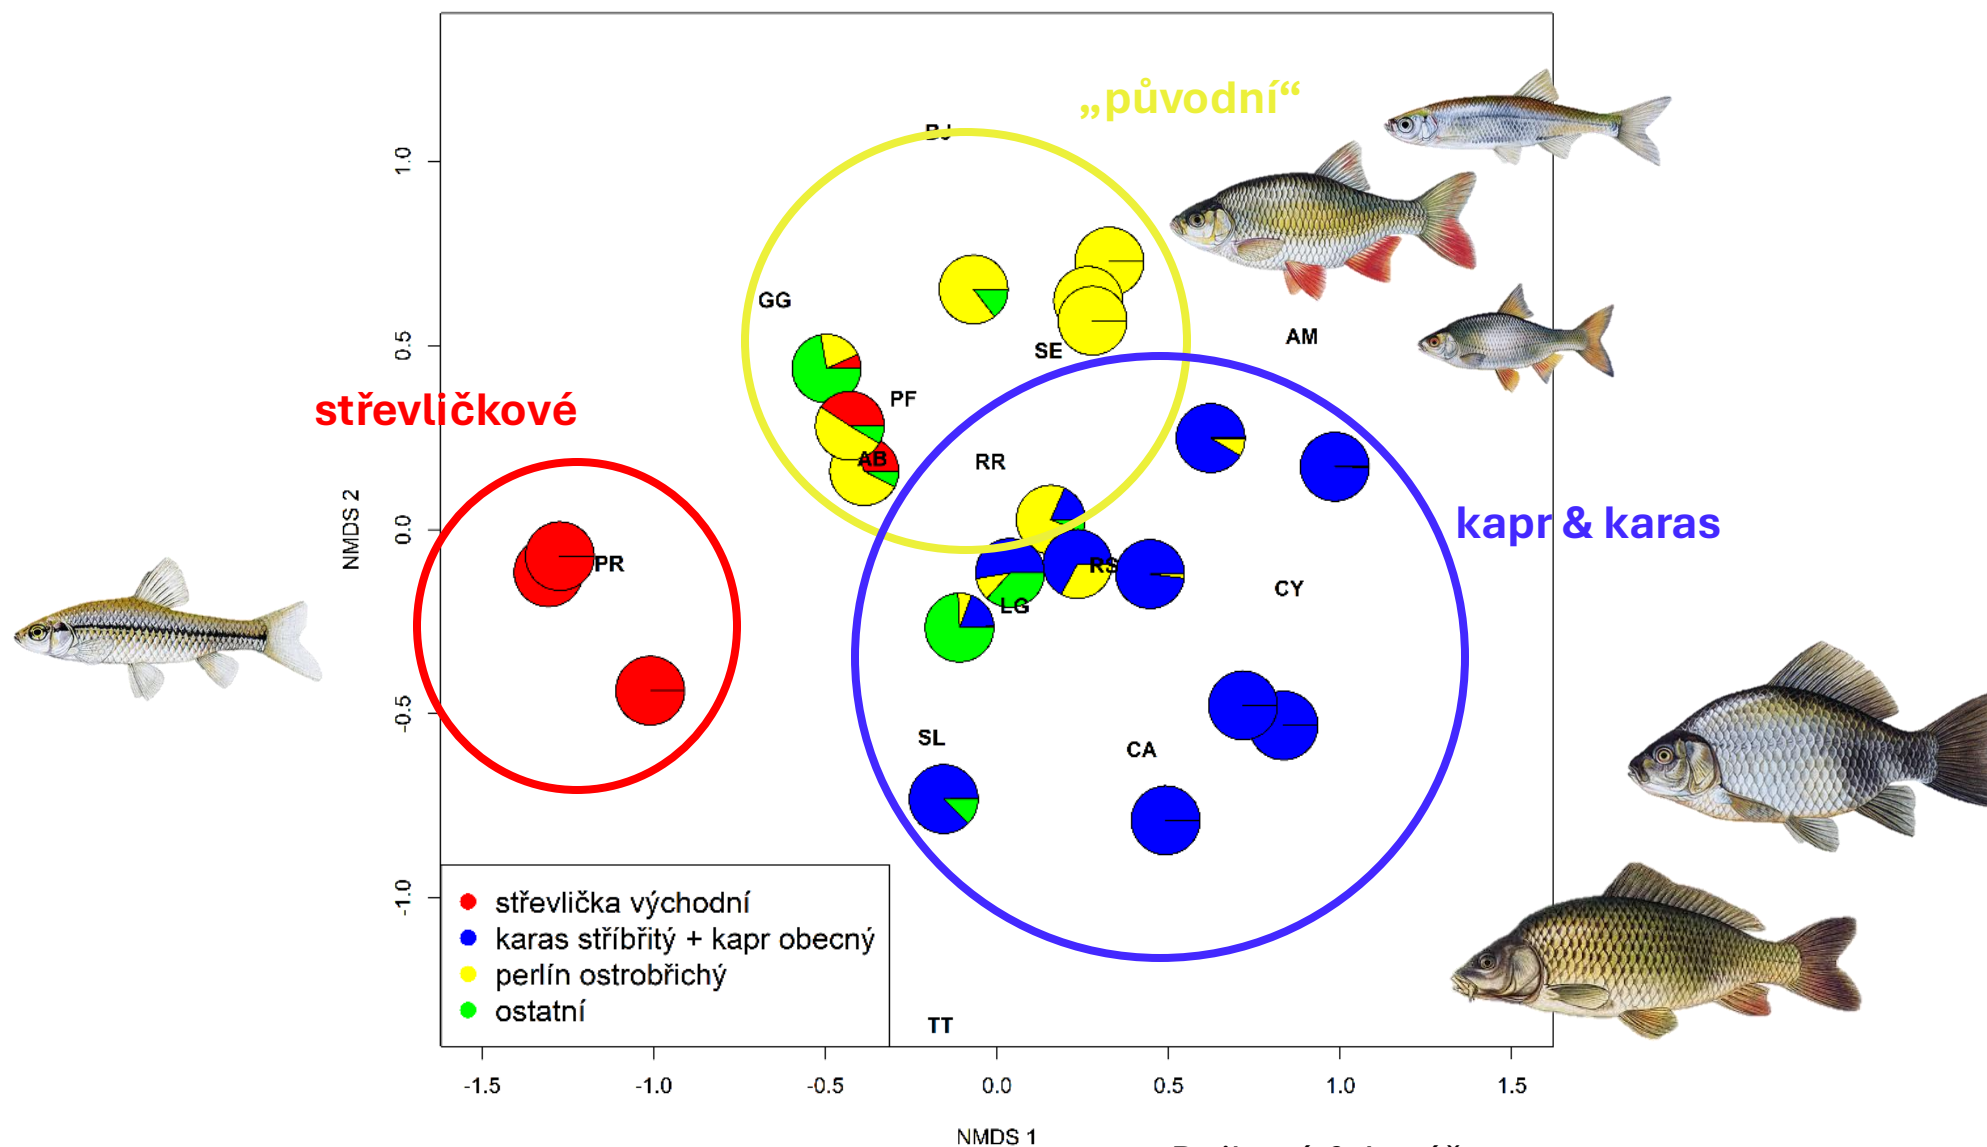 „původní“
BJ
GG
AM
SE
PF
střevličkové
AB
RR
kapr & karas
PR
RS
CY
LG
SL
CA
TT
střevlička východní
karas stříbřitý + kapr obecný
perlín ostrobřichý
ostatní
1.0
0.5
0.0
-0.5
-1.0
NMDS 2
-1.5
-1.0
-0.5
0.0
0.5
1.0
1.5
NMDS 1